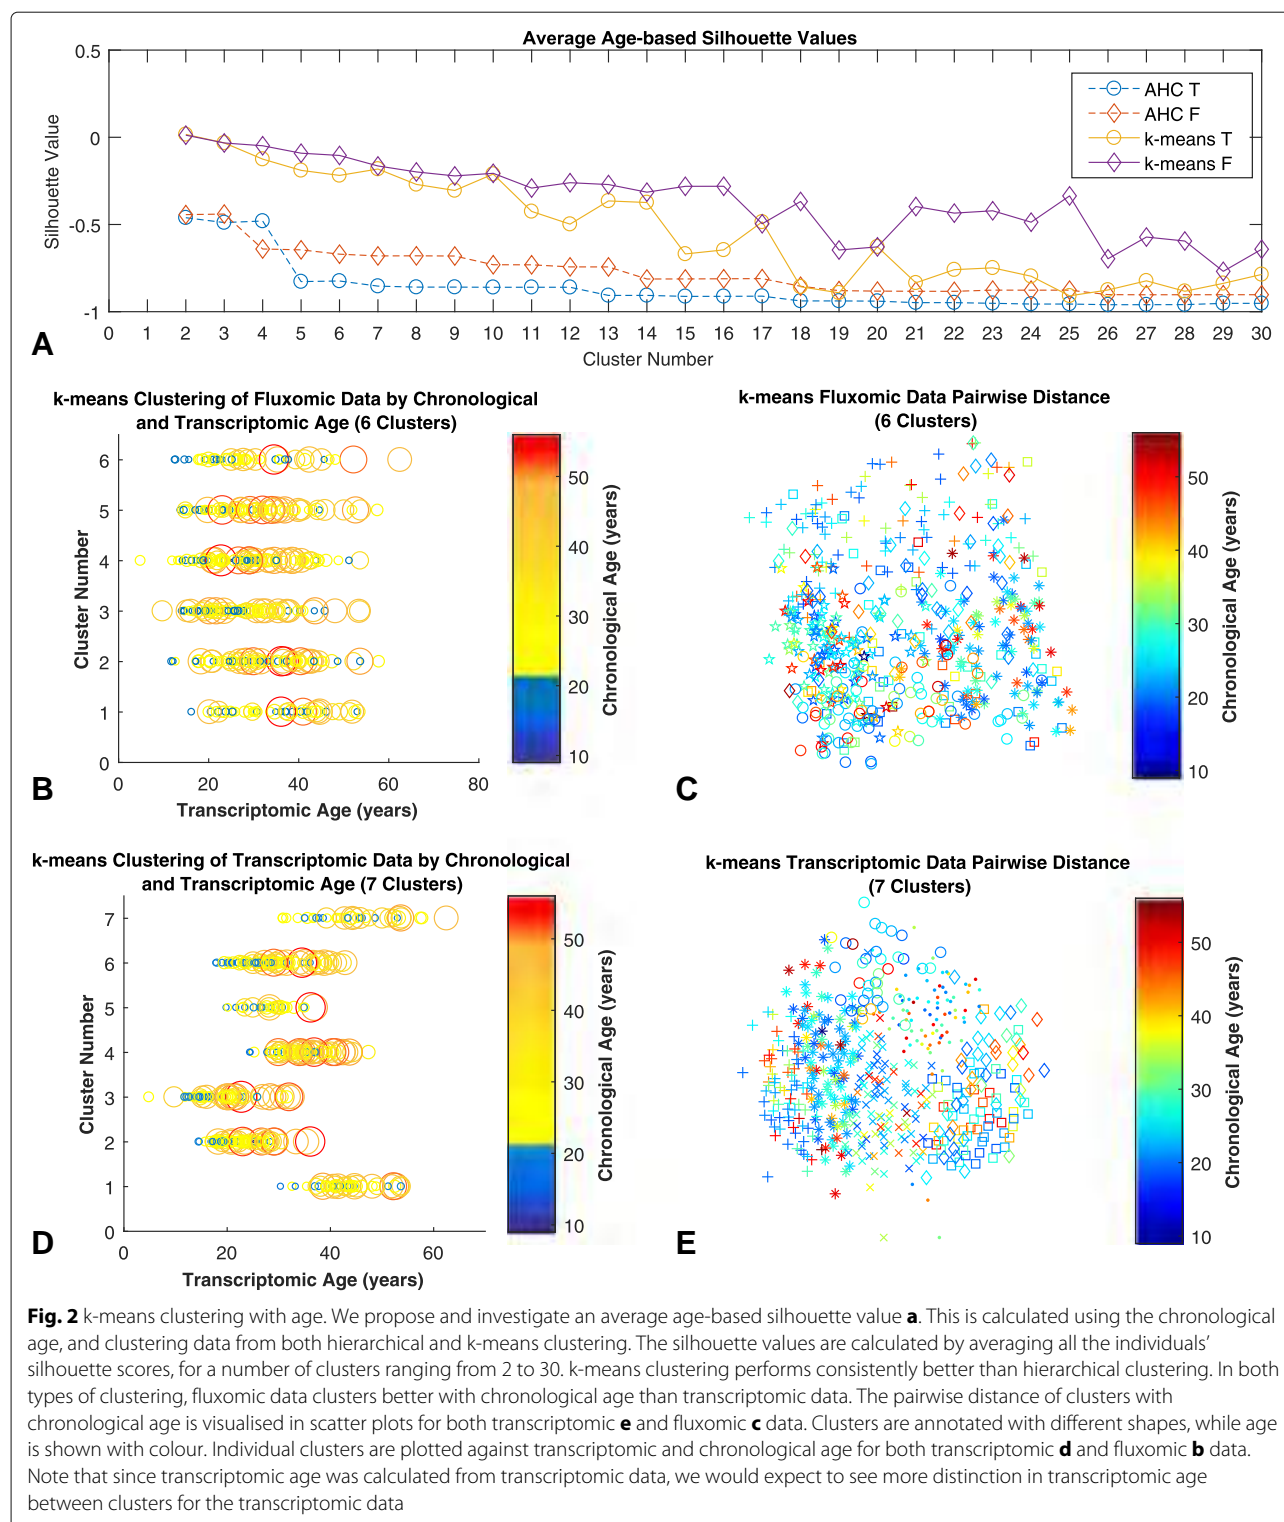 Average Age-based Silhouette Values
0.5
0
-0.5
-1
Silhouette Value
AHC T
AHC F
k-means T
k-means F
0 1 2 3 4 5 6 7 8 9 10 11 12 13 14 15 16 17 18 19 20 21 22 23 24 25 26 27 28 29 30
Cluster Number
A
k-means Clustering of Fluxomic Data by Chronological
and Transcriptomic Age (6 Clusters)
6
5
4
3
2
1
0
Cluster Number
0 20 40 60 80
Transcriptomic Age (years)
50
40
30
20
10
Chronological Age (years)
B
k-means Fluxomic Data Pairwise Distance
(6 Clusters)
50
40
30
20
10
Chronological Age (years)
C
k-means Clustering of Transcriptomic Data by Chronological
and Transcriptomic Age (7 Clusters)
7
6
5
4
3
2
1
0
Cluster Number
0 20 40 60
Transcriptomic Age (years)
50
40
30
20
10
Chronological Age (years)
D
k-means Transcriptomic Data Pairwise Distance
(7 Clusters)
50
40
30
20
10
Chronological Age (years)
E
Fig. 2 k-means clustering with age. We propose and investigate an average age-based silhouette value a. This is calculated using the chronological
age, and clustering data from both hierarchical and k-means clustering. The silhouette values are calculated by averaging all the individuals’
silhouette scores, for a number of clusters ranging from 2 to 30. k-means clustering performs consistently better than hierarchical clustering. In both
types of clustering, fluxomic data clusters better with chronological age than transcriptomic data. The pairwise distance of clusters with
chronological age is visualised in scatter plots for both transcriptomic e and fluxomic c data. Clusters are annotated with different shapes, while age
is shown with colour. Individual clusters are plotted against transcriptomic and chronological age for both transcriptomic d and fluxomic b data.
Note that since transcriptomic age was calculated from transcriptomic data, we would expect to see more distinction in transcriptomic age
between clusters for the transcriptomic data